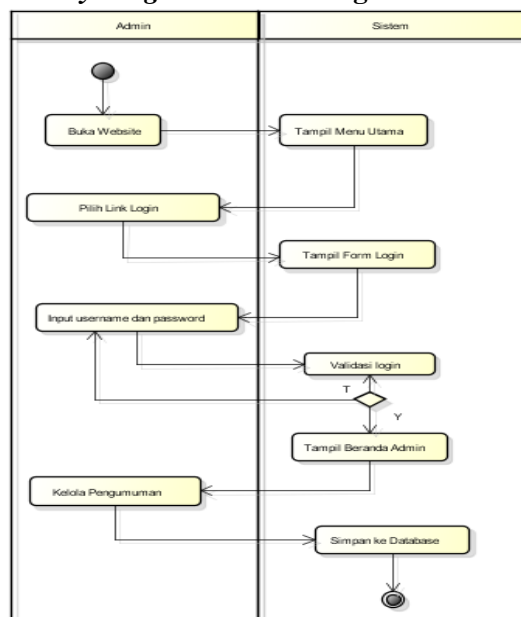 Admin
Sistem
Buka Website
Tampil Menu Utama
Pilih Link Login
Tampil Form Login
Input username dan password
Validasi login
T
Y
Tampil Beranda Admin
Kelola Pengumuman
Simpan ke Database